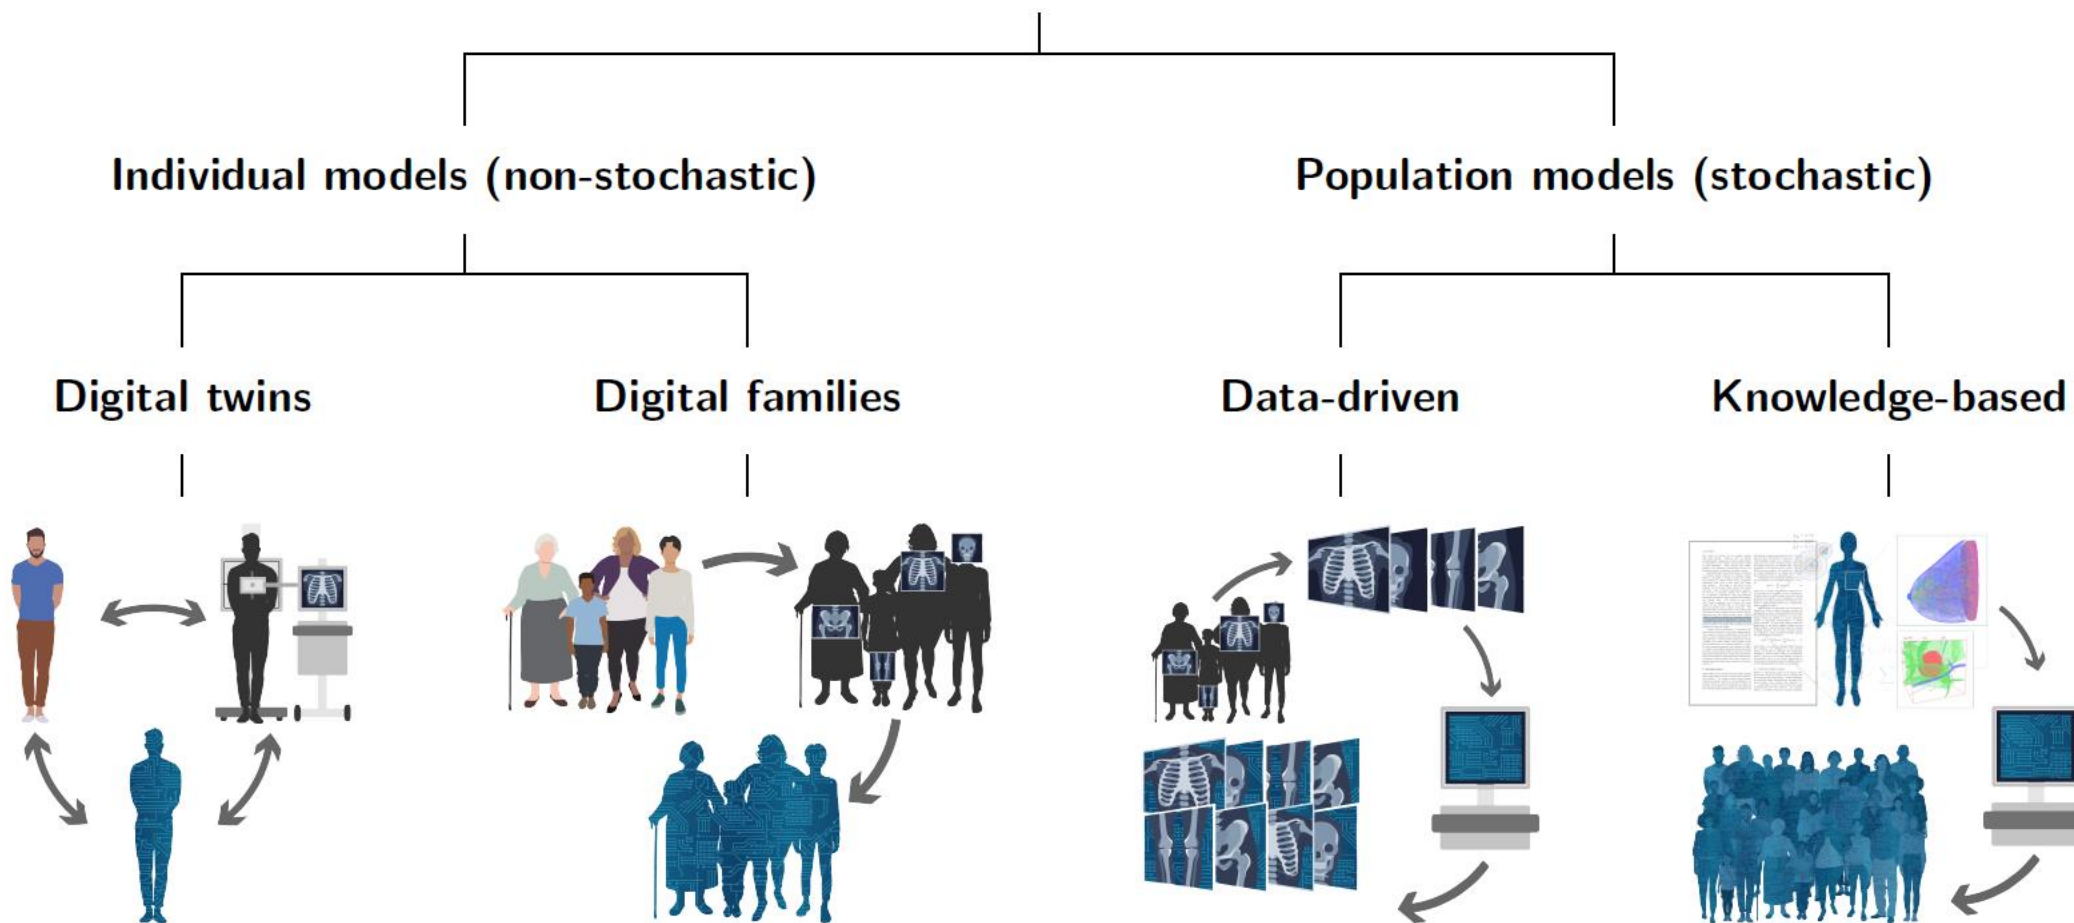 Individual models (non-stochastic)
Population models (stochastic)
Digital twins
Digital families
Data-driven
Knowledge-based